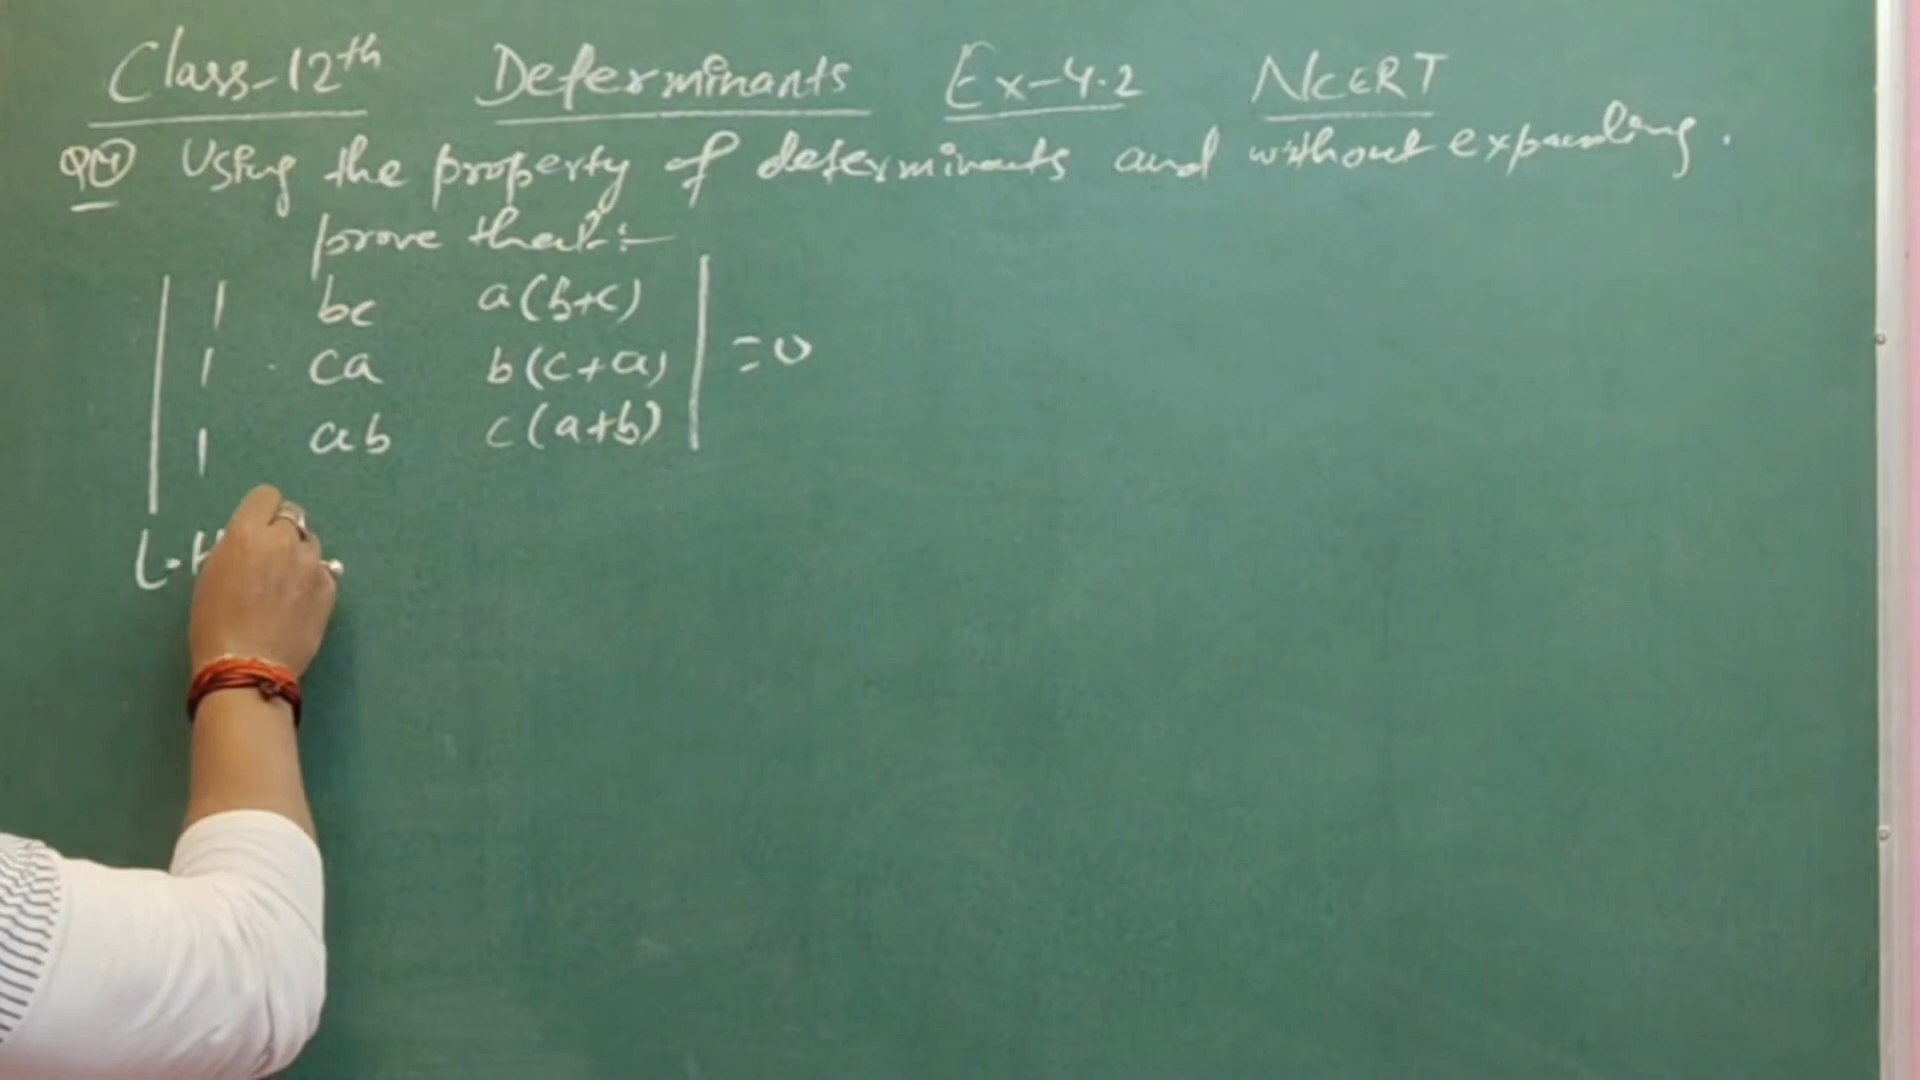 Class-12th Determinants Ex-4.2 NCERT
Q4 Using the property of determinants and without expanding.
prove that:-
1 bc a(b+c)
1 ca b(c+a) =0
1 ab c(a+b)
L.H